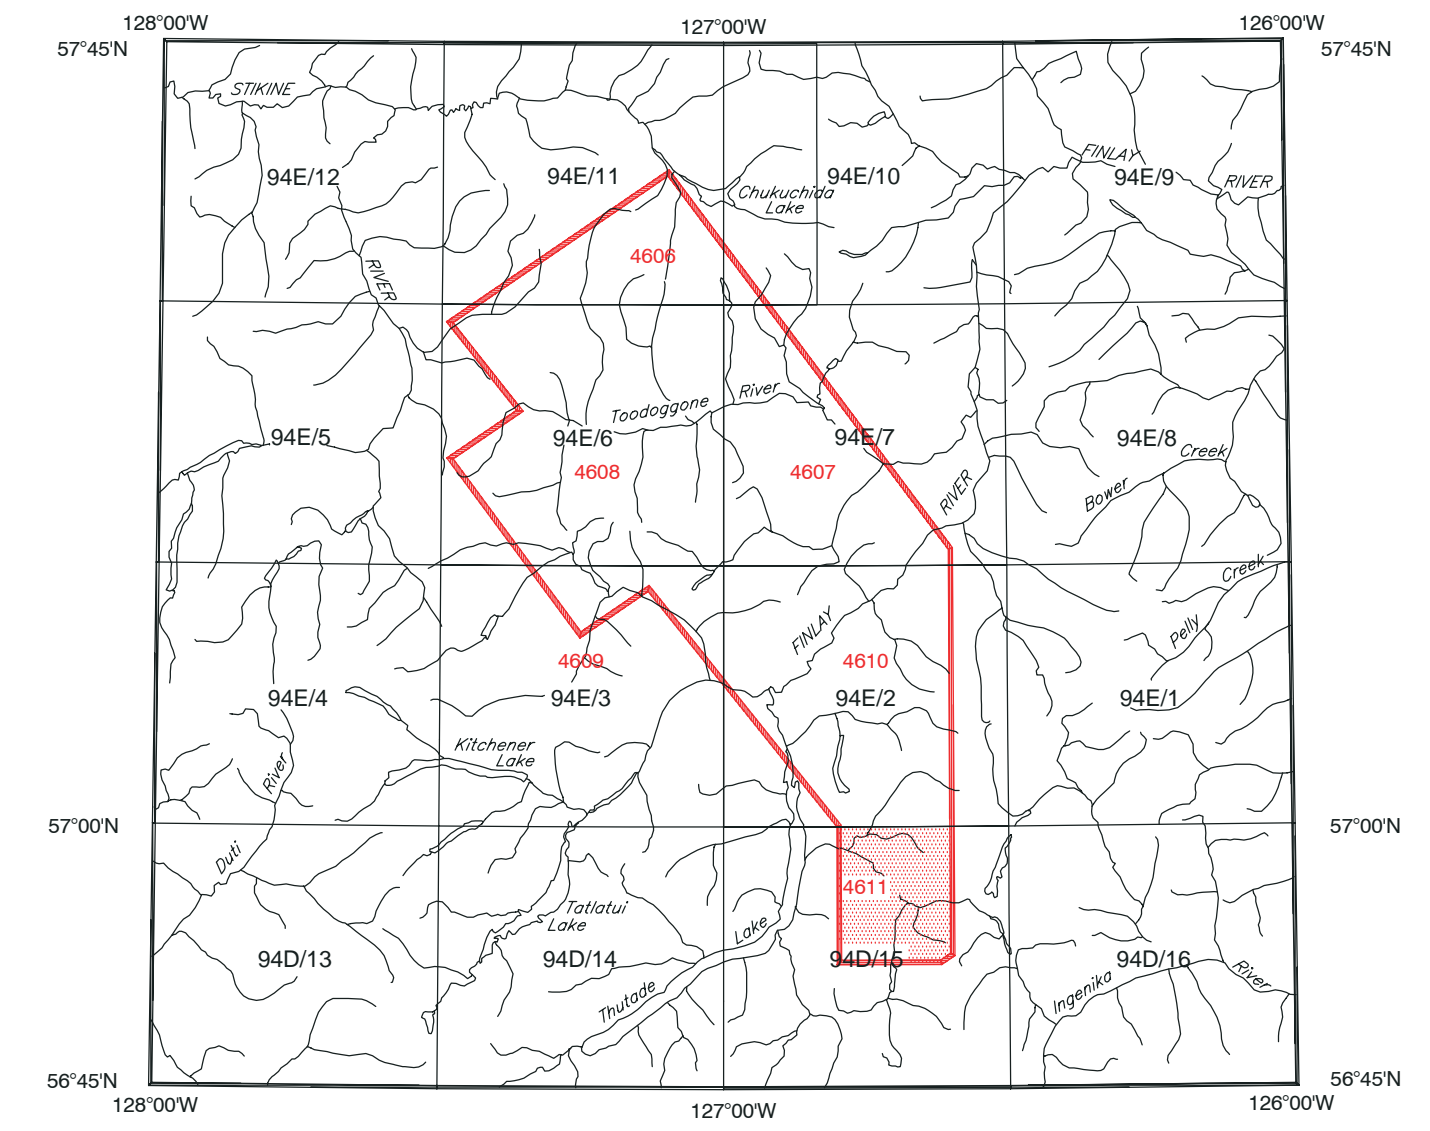 128°00'W
127°00'W
126°00'W
57°45'N
57°45'N
STIKINE
FINLAY
94E/12
94E/11
94E/10
94E/9
RIVER
Chukuchida
Lake
4606
RIVER
River
Toodoggone
94E/5
94E/6
94E/7
94E/8
Creek
4608
4607
RIVER
Bower
Creek
FINLAY
Pelly
4609
4610
94E/4
94E/3
94E/2
94E/1
Kitchener
Lake
River
57°00'N
57°00'N
Duti
4611
Tatlatui
Lake
Lake
94D/13
94D/14
94D/15
94D/16
River
Ingenika
Thutade
56°45'N
56°45'N
128°00'W
127°00'W
126°00'W